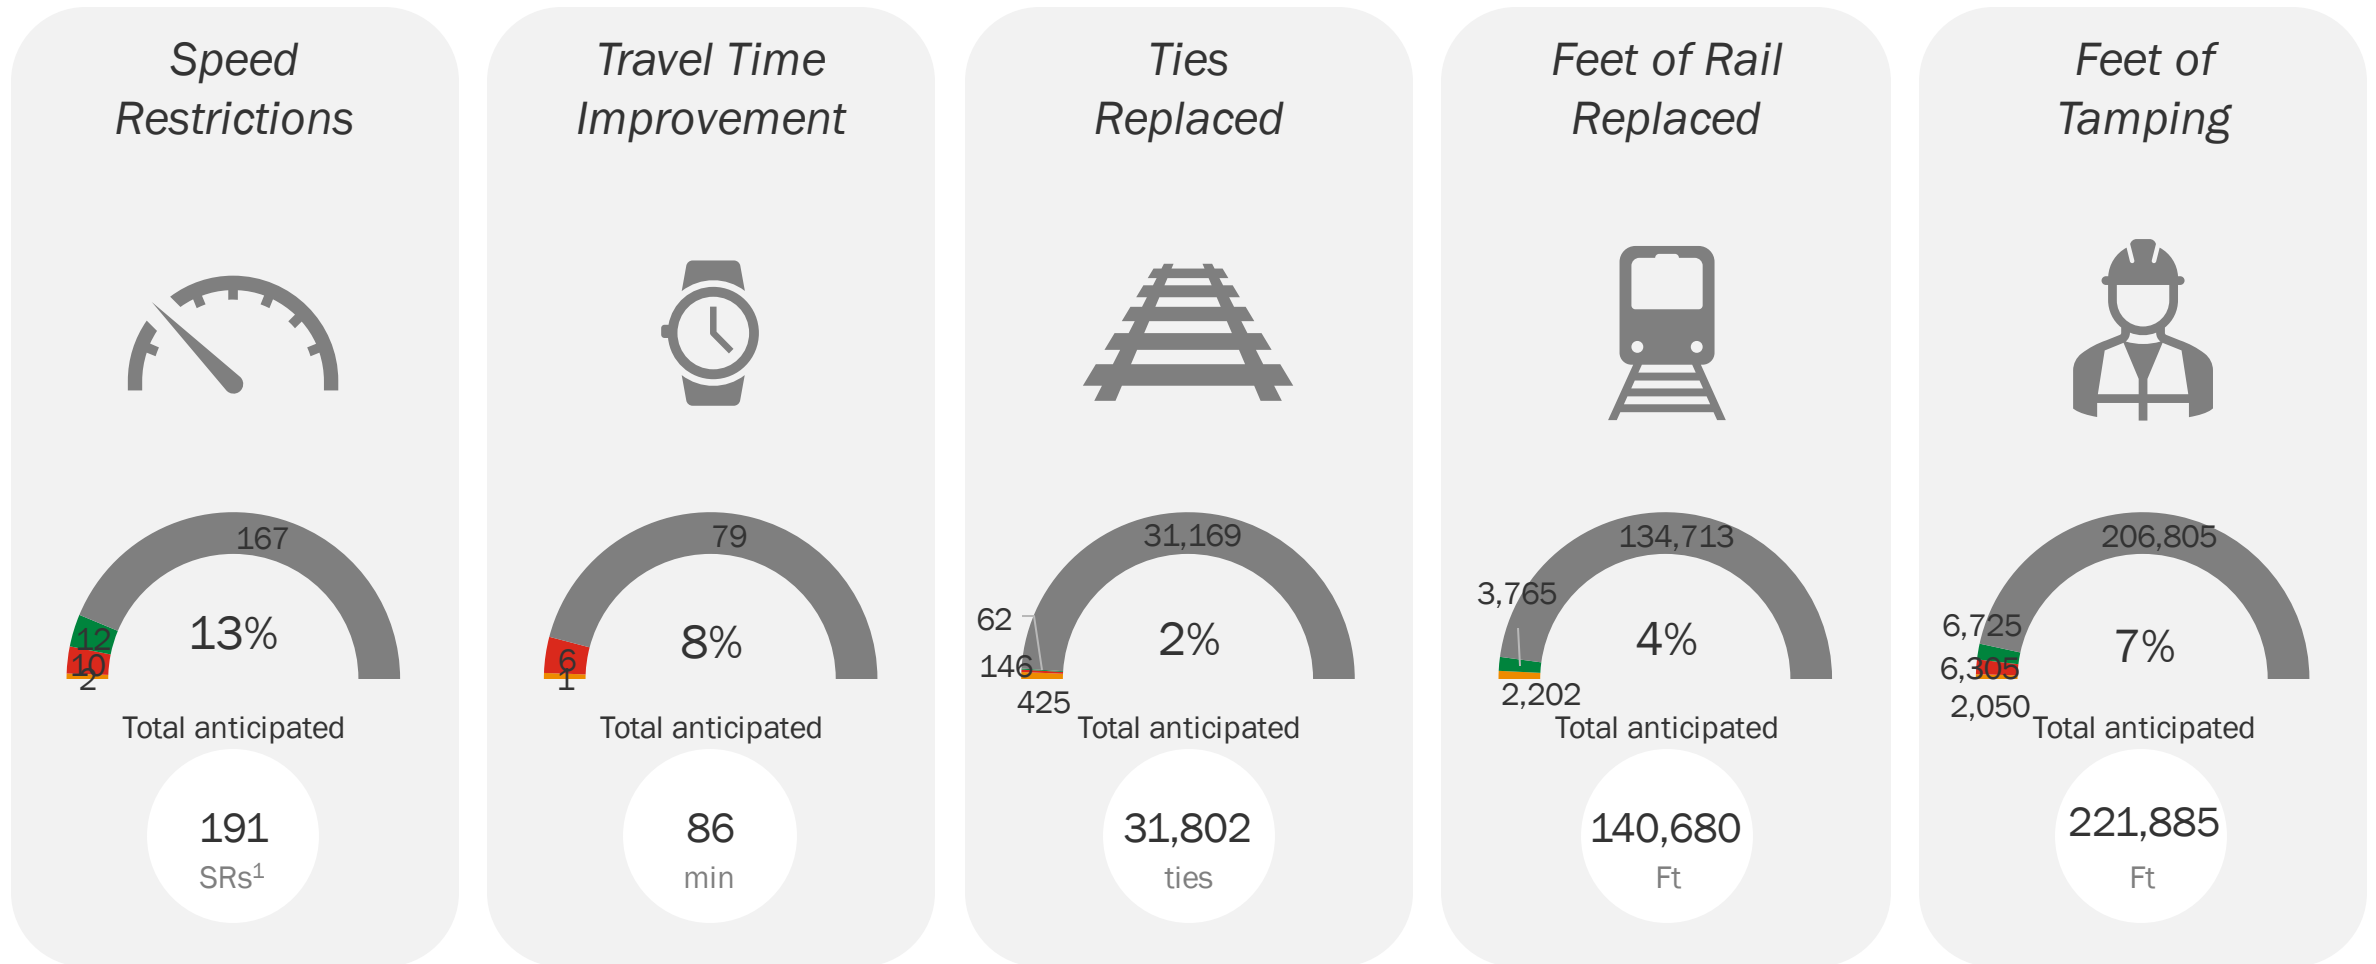 Speed
Restrictions
167
12
10
2
13%
Total anticipated
191
SRs¹
Travel Time
Improvement
79
6
1
8%
Total anticipated
86
min
Ties
Replaced
31,169
62
146
425
2%
Total anticipated
31,802
ties
Feet of Rail
Replaced
134,713
3,765
2,202
4%
Total anticipated
140,680
Ft
Feet of
Tamping
206,805
6,725
6,305
2,050
7%
Total anticipated
221,885
Ft